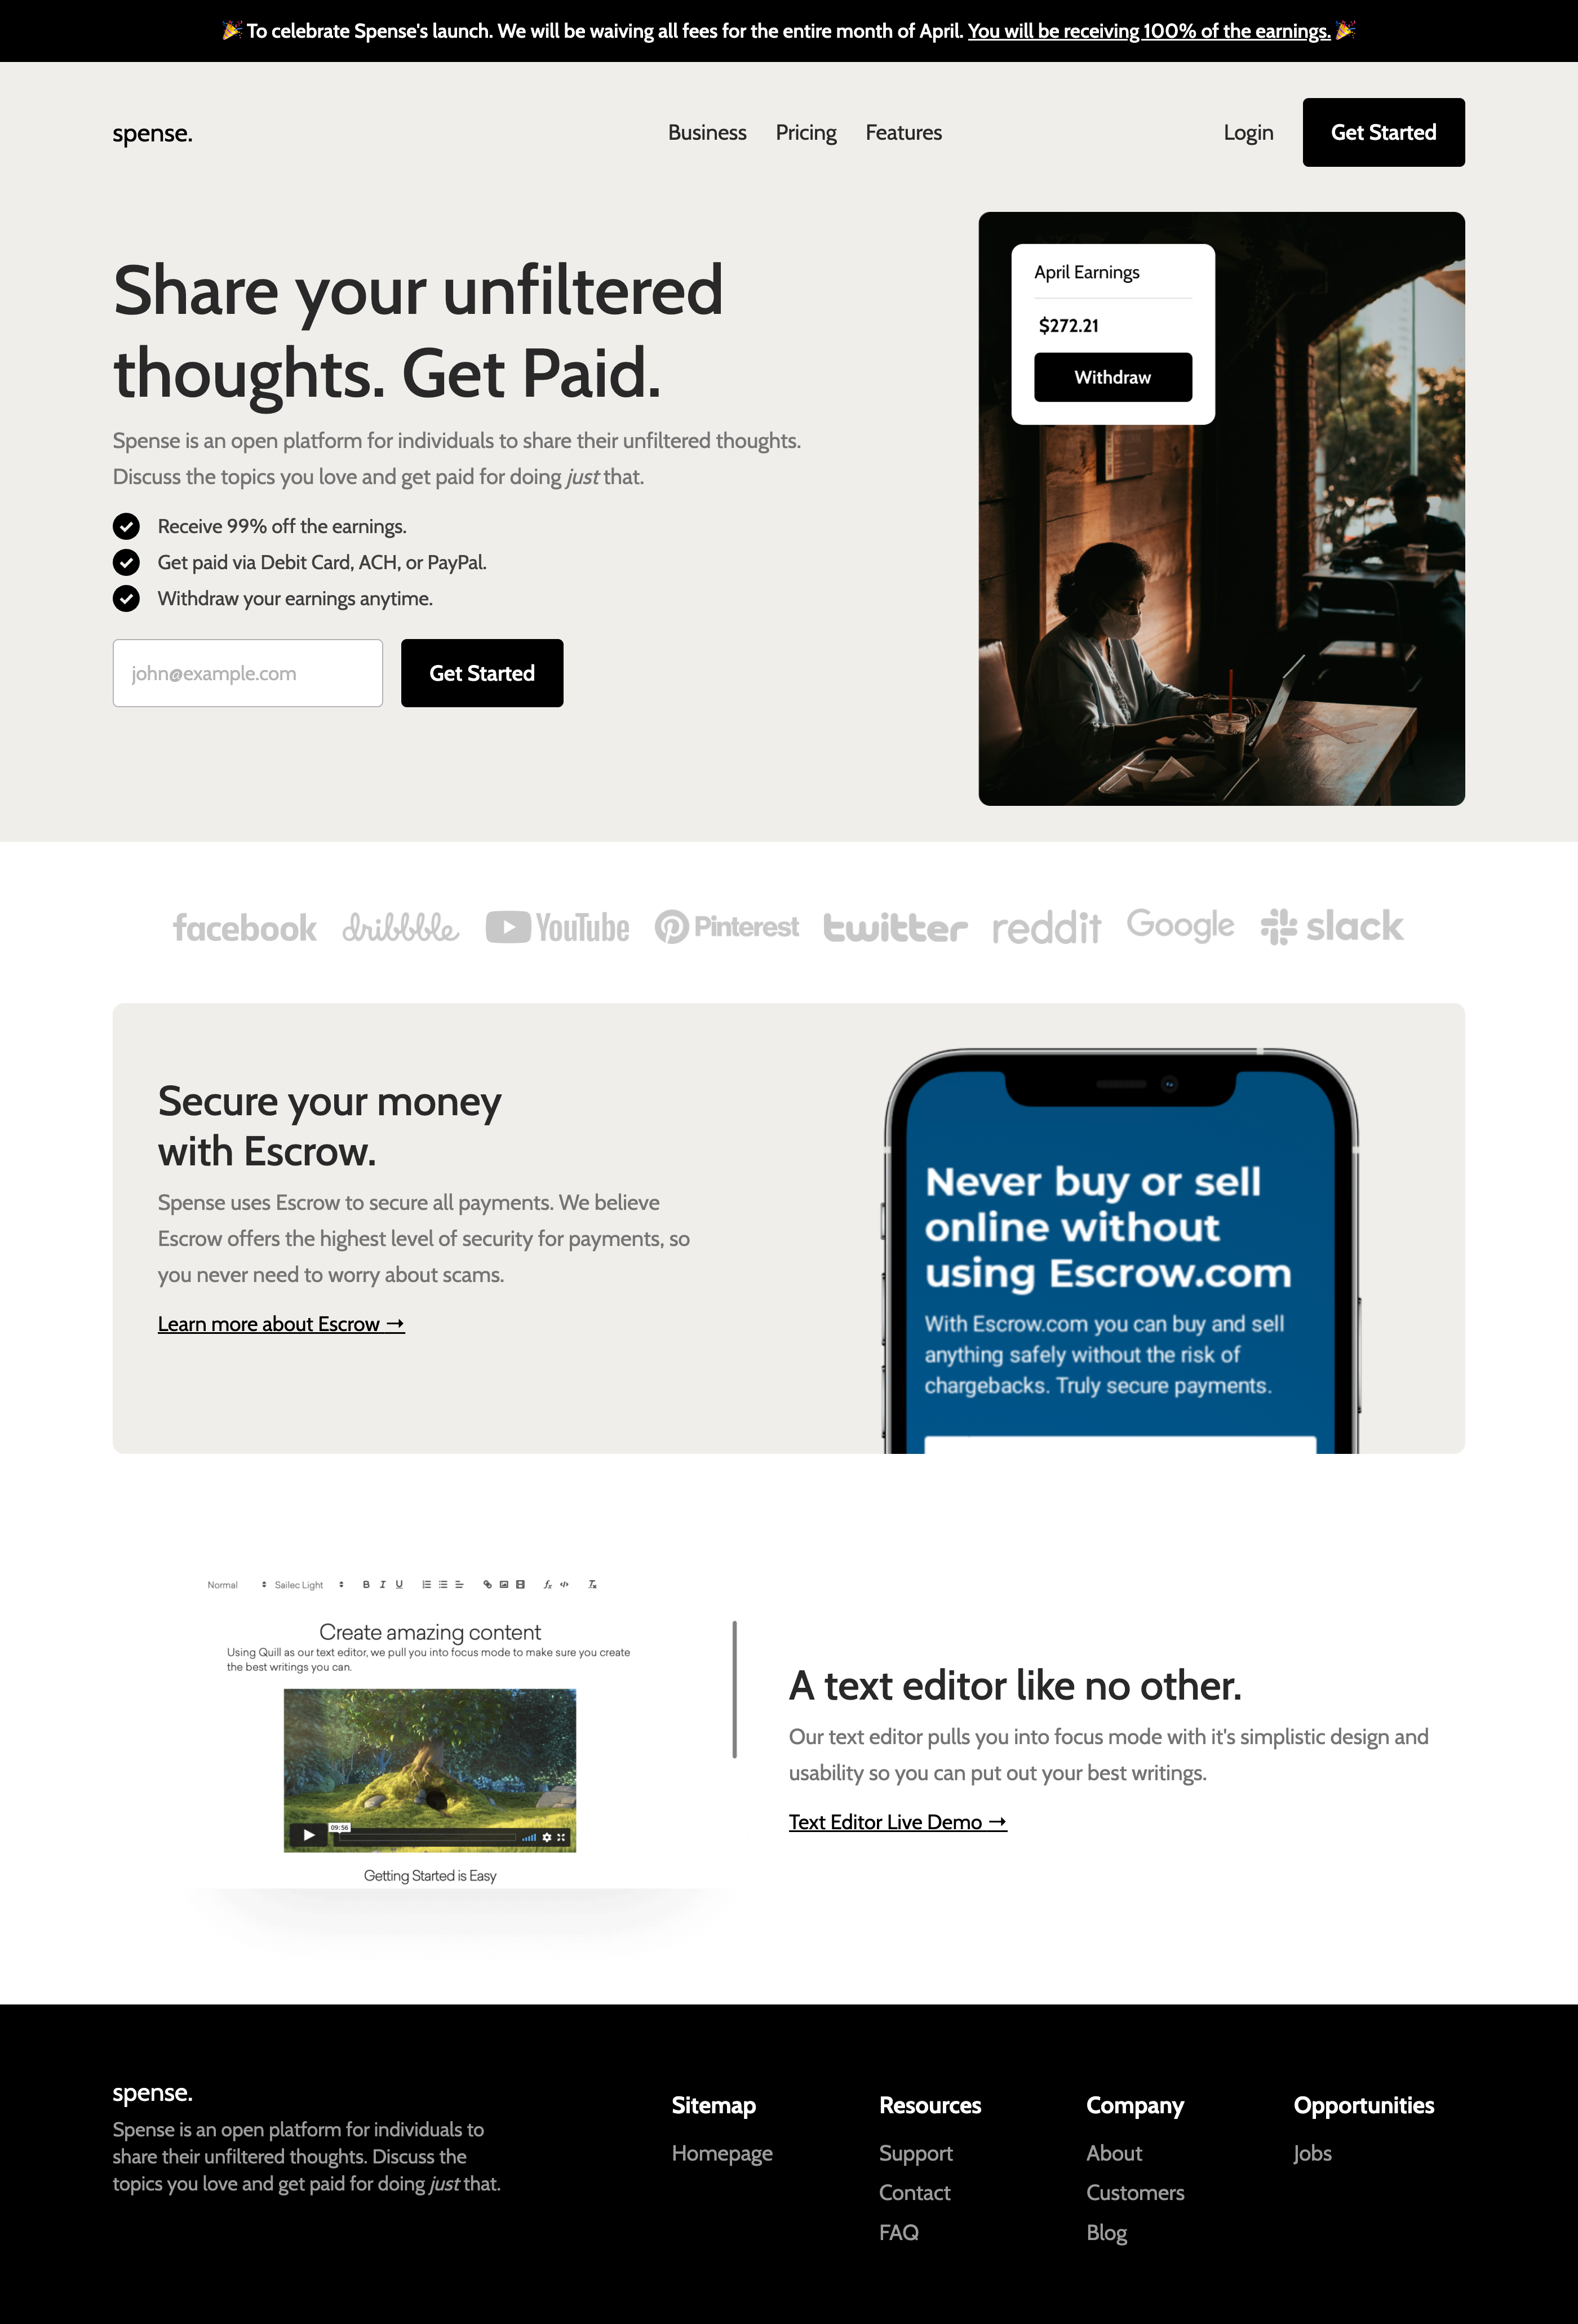 🎉 To celebrate Spense's launch. We will be waiving all fees for the entire month of April. You will be receiving 100% of the earnings. 🎉
spense.
Business Pricing Features
Login Get Started
Share your unfiltered
thoughts. Get Paid.
Spense is an open platform for individuals to share their unfiltered thoughts.
Discuss the topics you love and get paid for doing just that.
Receive 99% off the earnings.
Get paid via Debit Card, ACH, or PayPal.
Withdraw your earnings anytime.
john@example.com Get Started
April Earnings
$272.21
Withdraw
facebook dribbble YouTube Pinterest twitter reddit Google slack
Secure your money
with Escrow.
Spense uses Escrow to secure all payments. We believe
Escrow offers the highest level of security for payments, so
you never need to worry about scams.
Learn more about Escrow →
Never buy or sell
online without
using Escrow.com
With Escrow.com you can buy and sell
anything safely without the risk of
chargebacks. Truly secure payments.
Normal Sailec Light B I U
Create amazing content
Using Quill as our text editor, we pull you into focus mode to make sure you create
the best writings you can.
09:56
Getting Started is Easy
A text editor like no other.
Our text editor pulls you into focus mode with it's simplistic design and
usability so you can put out your best writings.
Text Editor Live Demo →
spense.
Spense is an open platform for individuals to
share their unfiltered thoughts. Discuss the
topics you love and get paid for doing just that.
Sitemap
Homepage
Resources
Support
Contact
FAQ
Company
About
Customers
Blog
Opportunities
Jobs